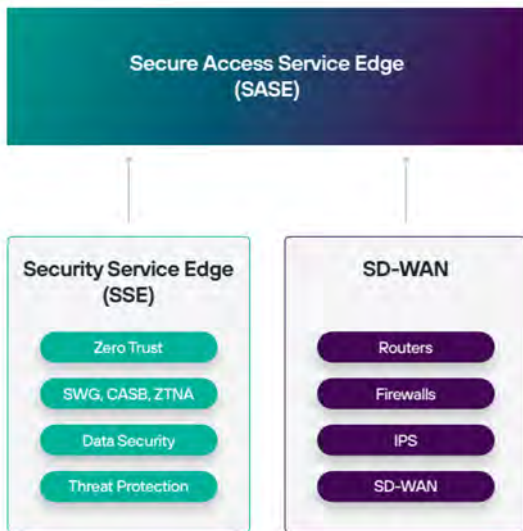 Secure Access Service Edge
(SASE)
Security Service Edge
(SSE)
Zero Trust
SWG, CASB, ZTNA
Data Security
Threat Protection
SD-WAN
Routers
Firewalls
IPS
SD-WAN